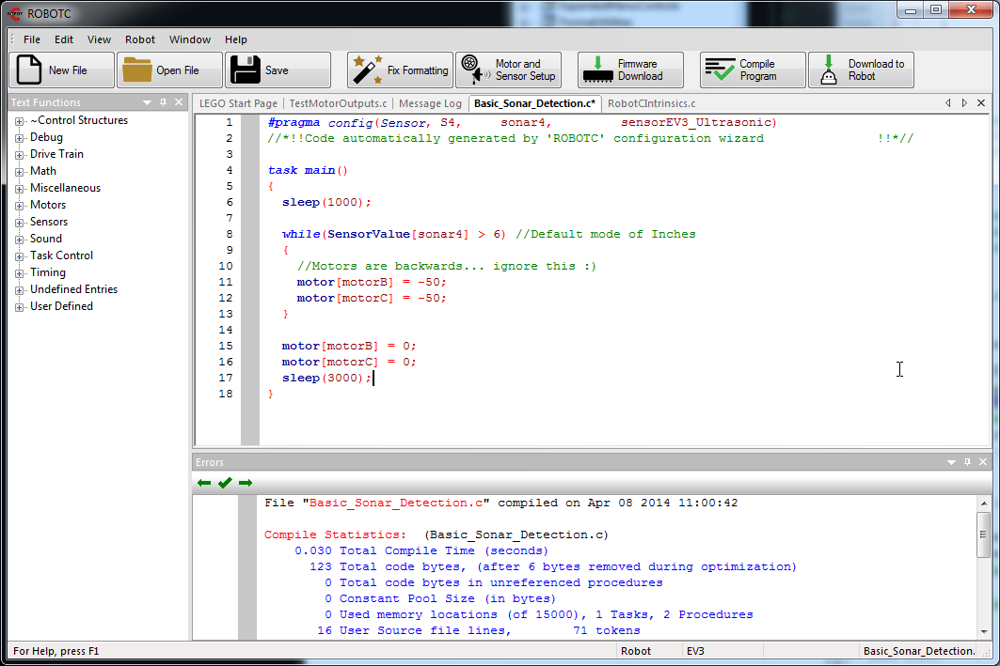 ROBOTC
File Edit View Robot Window Help
New File Open File Save Fix Formatting Motor and Sensor Setup Firmware Download Compile Program Download to Robot
Text Functions
~Control Structures
Debug
Drive Train
Math
Miscellaneous
Motors
Sensors
Sound
Task Control
Timing
Undefined Entries
User Defined
LEGO Start Page | TestMotorOutputs.c | Message Log Basic_Sonar_Detection.c* RobotCIntrinsics.c
1 #pragma config(Sensor, S4, sonar4, sensorEV3_Ultrasonic)
2 //*!!Code automatically generated by 'ROBOTC' configuration wizard !!*//
3
4 task main()
5 {
6 sleep(1000);
7
8 while(SensorValue[sonar4] > 6) //Default mode of Inches
9 {
10 //Motors are backwards... ignore this :)
11 motor[motorB] = -50;
12 motor[motorC] = -50;
13 }
14
15 motor[motorB] = 0;
16 motor[motorC] = 0;
17 sleep(3000);
18 }
Errors
File "Basic_Sonar_Detection.c" compiled on Apr 08 2014 11:00:42
Compile Statistics: (Basic_Sonar_Detection.c)
0.030 Total Compile Time (seconds)
123 Total code bytes, (after 6 bytes removed during optimization)
0 Total code bytes in unreferenced procedures
0 Constant Pool Size (in bytes)
0 Used memory locations (of 15000), 1 Tasks, 2 Procedures
16 User Source file lines, 71 tokens
For Help, press F1 Robot EV3 Basic_Sonar_Detection.